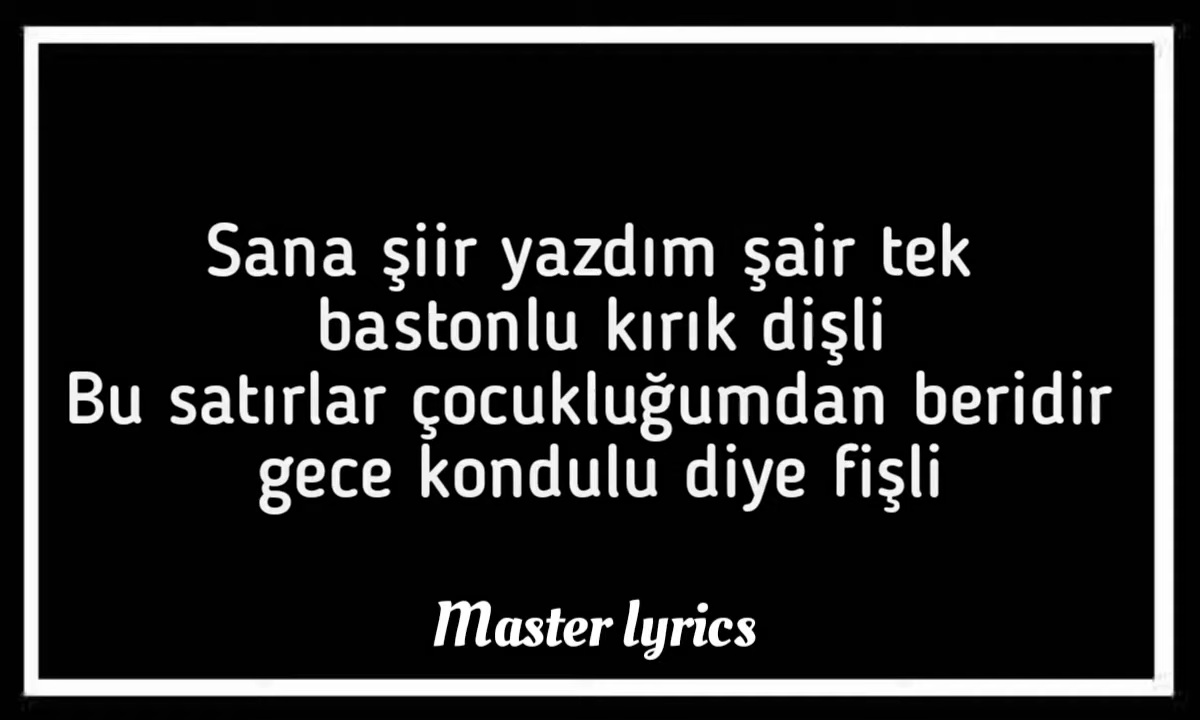 Sana şiir yazdım şair tek
bastonlu kırık dişli
Bu satırlar çocukluğumdan beridir
gece kondulu diye fişli
Master lyrics